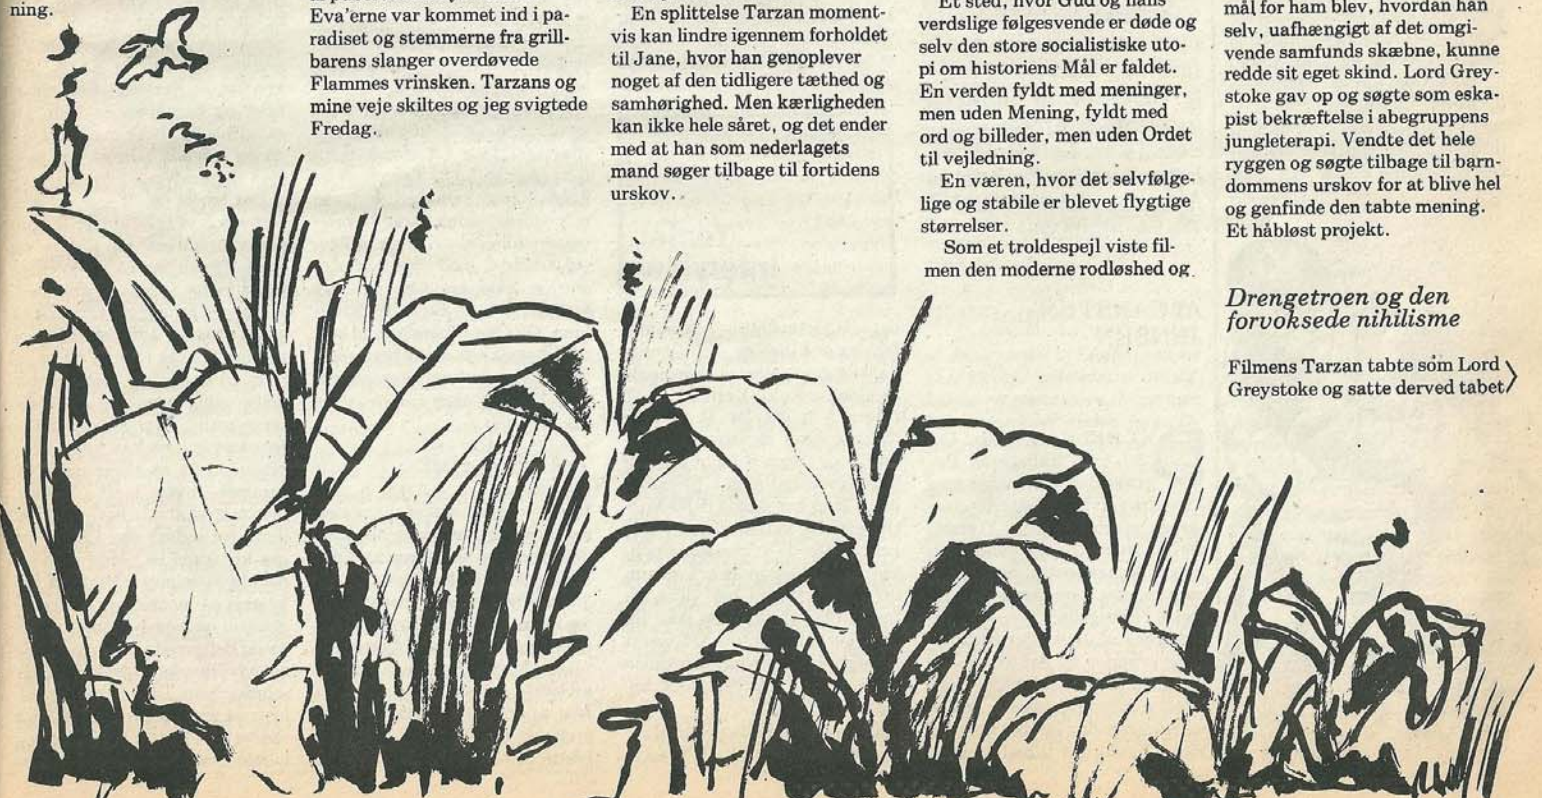 ning.
Eva'erne var kommet ind i pa-
radiset og stemmerne fra grill-
barens slanger overdøvede
Flammes vrinsken. Tarzans og
mine veje skiltes og jeg svigtede
Fredag.
En splittelse Tarzan moment-
vis kan lindre igennem forholdet
til Jane, hvor han genoplever
noget af den tidligere tæthed og
samhørighed. Men kærligheden
kan ikke hele såret, og det ender
med at han som nederlagets
mand søger tilbage til fortidens
urskov.
Et sted, hvor Gud og hans
verdslige følgesvende er døde og
selv den store socialistiske uto-
pi om historiens Mål er faldet.
En verden fyldt med meninger,
men uden Mening, fyldt med
ord og billeder, men uden Ordet
til vejledning.
En væren, hvor det selvfølge-
lige og stabile er blevet flygtige
størrelser.
Som et troldespejl viste fil-
men den moderne rodløshed og
mål for ham blev, hvordan han
selv, uafhængigt af det omgi-
vende samfunds skæbne, kunne
redde sit eget skind. Lord Grey-
stoke gav op og søgte som eska-
pist bekræftelse i abegruppens
jungleterapi. Vendte det hele
ryggen og søgte tilbage til barn-
dommens urskov for at blive hel
og genfinde den tabte mening.
Et håbløst projekt.
Drengetroen og den
forvoksede nihilisme
Filmens Tarzan tabte som Lord
Greystoke og satte derved tabet